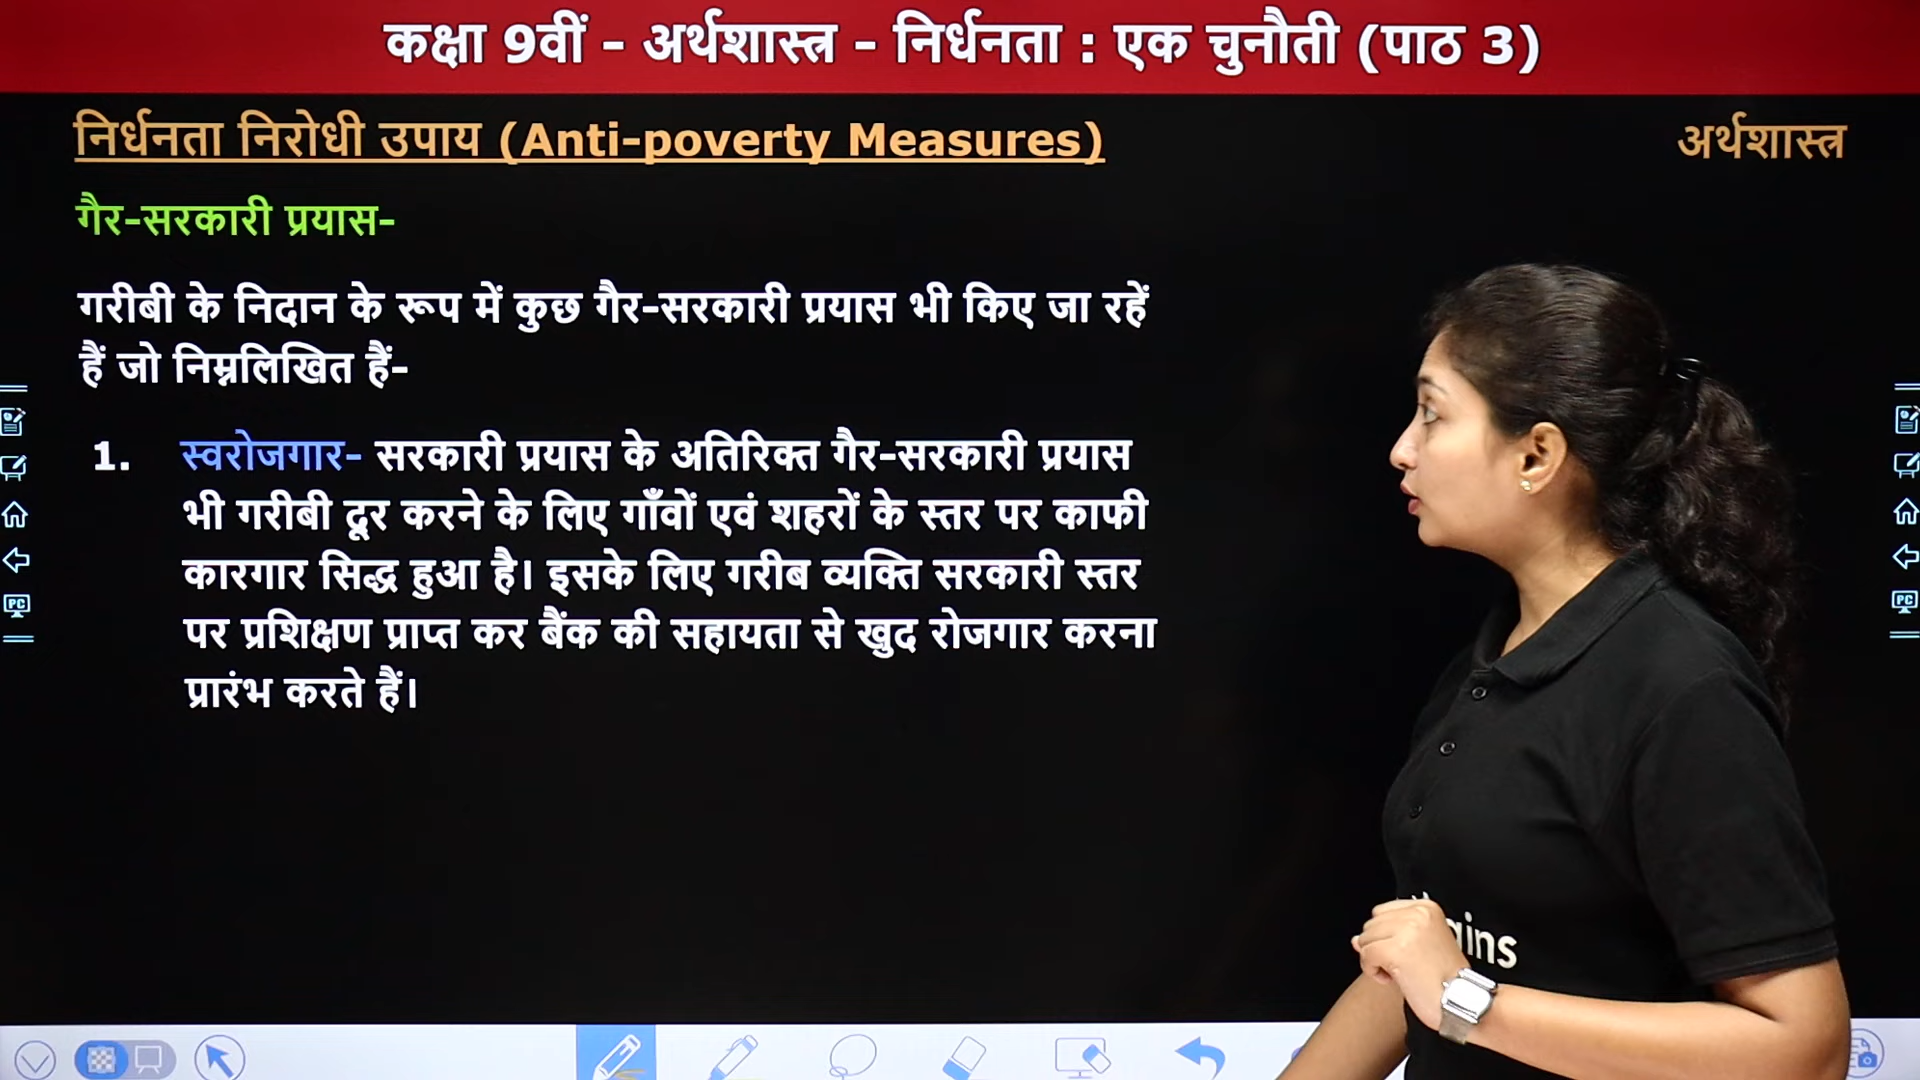 कक्षा 9वीं - अर्थशास्त्र - निर्धनता : एक चुनौती (पाठ 3)
निर्धनता निरोधी उपाय (Anti-poverty Measures)
अर्थशास्त्र
गैर-सरकारी प्रयास-
गरीबी के निदान के रूप में कुछ गैर-सरकारी प्रयास भी किए जा रहें
हैं जो निम्नलिखित हैं-
1. स्वरोजगार- सरकारी प्रयास के अतिरिक्त गैर-सरकारी प्रयास
भी गरीबी दूर करने के लिए गाँवों एवं शहरों के स्तर पर काफी
कारगार सिद्ध हुआ है। इसके लिए गरीब व्यक्ति सरकारी स्तर
पर प्रशिक्षण प्राप्त कर बैंक की सहायता से खुद रोजगार करना
प्रारंभ करते हैं।
PC
PC